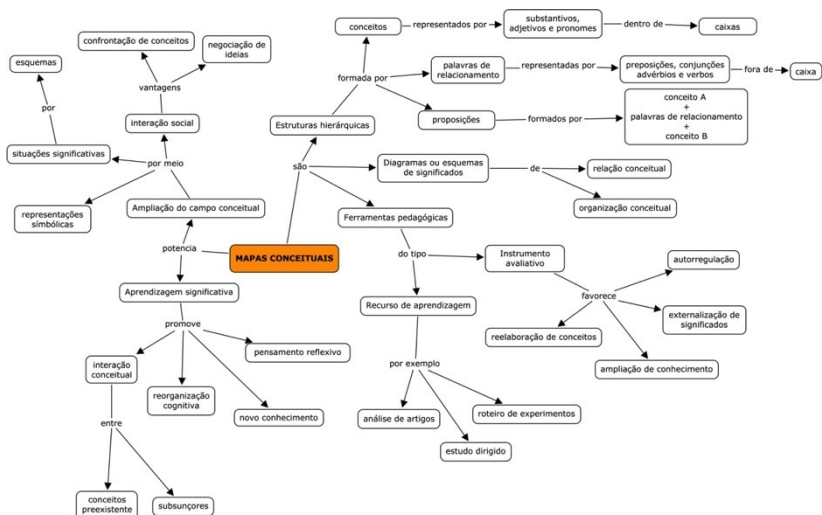 conceitos
representados por
substantivos,
adjetivos e pronomes
dentro de
caixas
confrontação de conceitos
negociação de
ideias
esquemas
vantagens
formada por
palavras de
relacionamento
representadas por
preposições, conjunções
advérbios e verbos
fora de
caixa
por
interação social
Estruturas hierárquicas
proposições
formados por
conceito A
+
palavras de relacionamento
+
conceito B
situações significativas
por meio
são
Diagramas ou esquemas
de significados
de
relação conceitual
organização conceitual
representações
símbólicas
Ampliação do campo conceitual
Ferramentas pedagógicas
potencia
MAPAS CONCEITUAIS
do tipo
Instrumento
avaliativo
autorregulação
Aprendizagem significativa
Recurso de aprendizagem
favorece
externalização de
significados
promove
reelaboração de conceitos
pensamento reflexivo
interação
conceitual
por exemplo
ampliação de conhecimento
reorganização
cognitiva
novo conhecimento
análise de artigos
roteiro de experimentos
entre
estudo dirigido
conceitos
preexistente
subsunçores